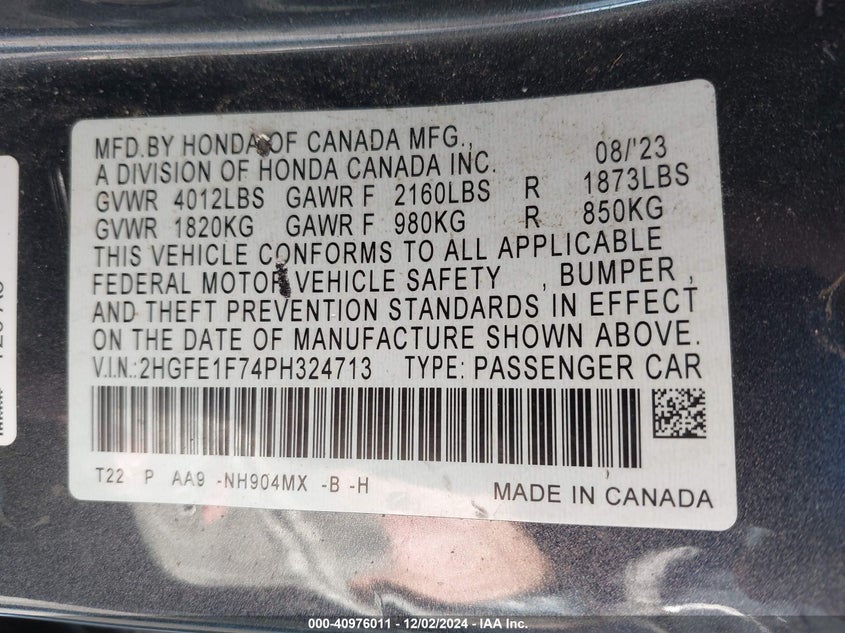 MFD.BY HONDA OF CANADA MFG., 08/'23
A DIVISION OF HONDA CANADA INC.
GVWR 4012LBS GAWR F 2160LBS R 1873LBS
GVWR 1820KG GAWR F 980KG R 850KG
THIS VEHICLE CONFORMS TO ALL APPLICABLE
FEDERAL MOTOR VEHICLE SAFETY , BUMPER ,
AND THEFT PREVENTION STANDARDS IN EFFECT
ON THE DATE OF MANUFACTURE SHOWN ABOVE.
V.I.N.:2HGFE1F74PH324713 TYPE: PASSENGER CAR
T22 P AA9 -NH904MX -B -H
MADE IN CANADA
000-40976011 - 12/02/2024 - IAA Inc.